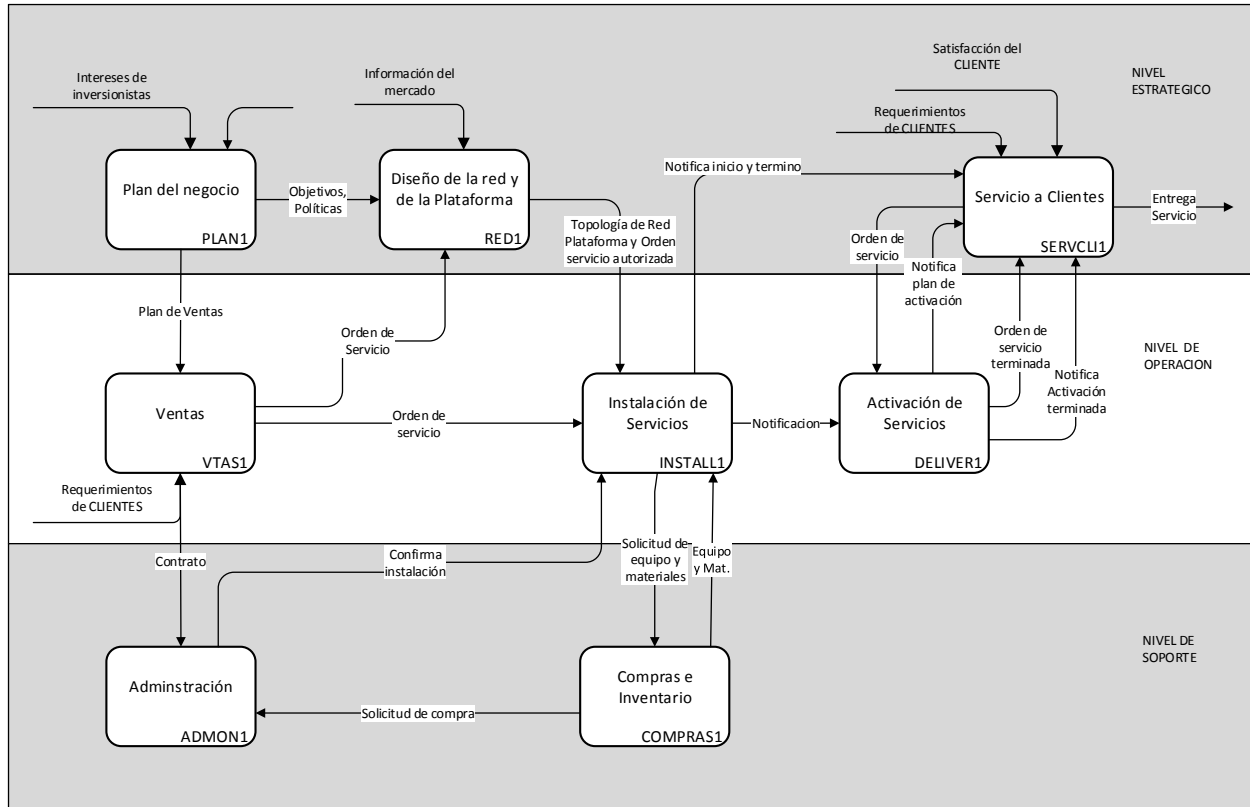 Satisfacción del
CLIENTE
NIVEL
ESTRATEGICO
Intereses de
inversionistas
Información del
mercado
Requerimientos
de CLIENTES
Plan del negocio
PLAN1
Objetivos,
Políticas
Diseño de la red y
de la Plataforma
RED1
Notifica inicio y termino
Servicio a Clientes
SERVCLI1
Entrega
Servicio
Topología de Red
Plataforma y Orden
servicio autorizada
Orden de
servicio
Notifica
plan de
activación
Plan de Ventas
Orden de
Servicio
Orden de
servicio
terminada
Notifica
Activación
terminada
NIVEL DE
OPERACION
Ventas
VTAS1
Orden de
servicio
Instalación de
Servicios
INSTALL1
Notificacion
Activación de
Servicios
DELIVER1
Requerimientos
de CLIENTES
Contrato
Confirma
instalación
Solicitud de
equipo y
materiales
Equipo
y Mat.
NIVEL DE
SOPORTE
Adminstración
ADMON1
Solicitud de compra
Compras e
Inventario
COMPRAS1